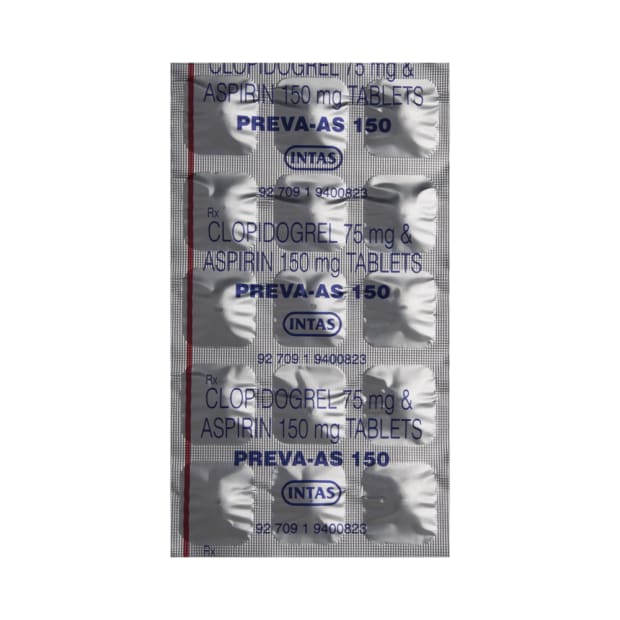 CLOPIDOGREL 75 mg &
ASPIRIN 150 mg TABLETS
PREVA-AS 150
INTAS
92 709 1 9400823
Rx
CLOPIDOGREL 75 mg &
ASPIRIN 150 mg TABLETS
PREVA-AS 150
INTAS
92 709 1 9400823
Rx
CLOPIDOGREL 75 mg &
ASPIRIN 150 mg TABLETS
PREVA-AS 150
INTAS
92 709 1 9400823
Rx